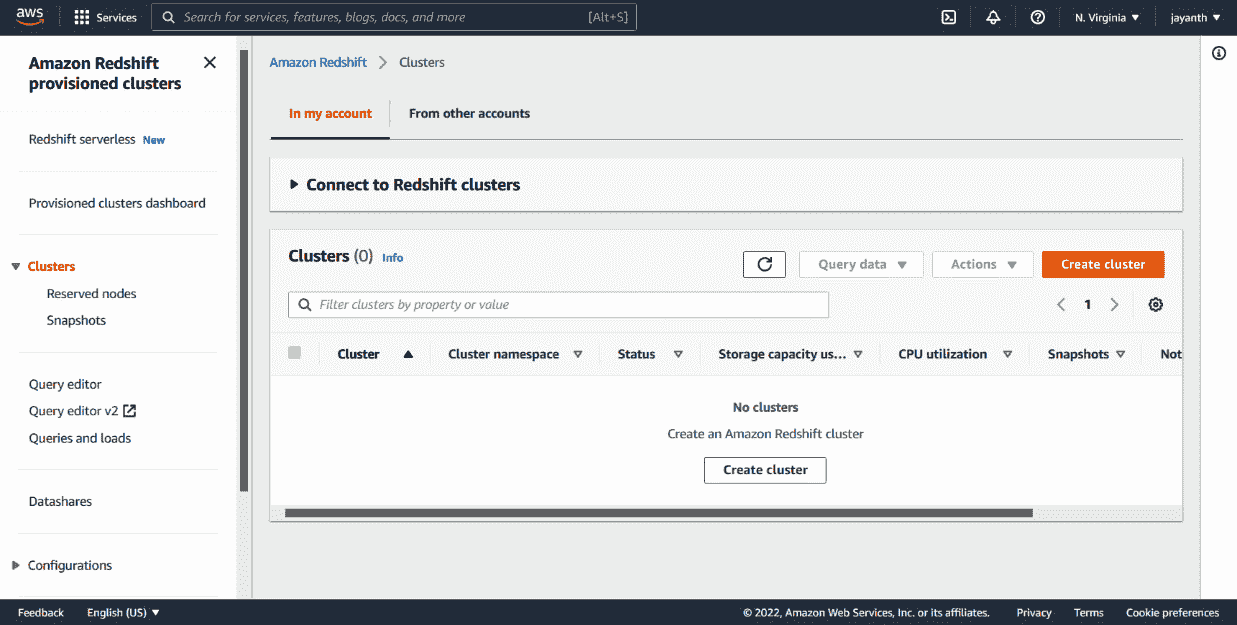 aws
Services
Search for services, features, blogs, docs, and more
[Alt+S]
N. Virginia
jayanth
Amazon Redshift
provisioned clusters
Redshift serverless New
Provisioned clusters dashboard
Clusters
Reserved nodes
Snapshots
Query editor
Query editor v2
Queries and loads
Datashares
Configurations
Amazon Redshift > Clusters
In my account
From other accounts
Connect to Redshift clusters
Clusters (0) Info
Query data
Actions
Create cluster
Filter clusters by property or value
1
Cluster
Cluster namespace
Status
Storage capacity us...
CPU utilization
Snapshots
Not
No clusters
Create an Amazon Redshift cluster
Create cluster
Feedback
English (US)
© 2022, Amazon Web Services, Inc. or its affiliates.
Privacy
Terms
Cookie preferences